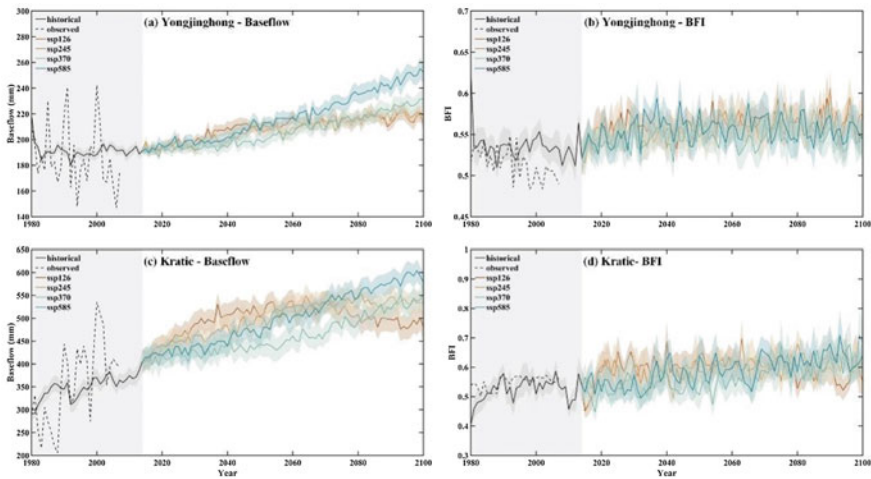 (a) Yongjinghong - Baseflow
historical
observed
ssp126
ssp245
ssp370
ssp585
Baseflow (mm)
260
240
220
200
180
160
140
1980
2000
2020
2040
2060
2080
2100
(b) Yongjinghong - BFI
historical
observed
ssp126
ssp245
ssp370
ssp585
BFI
0.7
0.65
0.6
0.55
0.5
0.45
1980
2000
2020
2040
2060
2080
2100
(c) Kratic - Baseflow
historical
observed
ssp126
ssp245
ssp370
ssp585
Baseflow (mm)
650
600
550
500
450
400
350
300
250
200
1980
2000
2020
2040
2060
2080
2100
Year
(d) Kratic- BFI
historical
observed
ssp126
ssp245
ssp370
ssp585
BFI
1
0.9
0.8
0.7
0.6
0.5
0.4
0.3
1980
2000
2020
2040
2060
2080
2100
Year